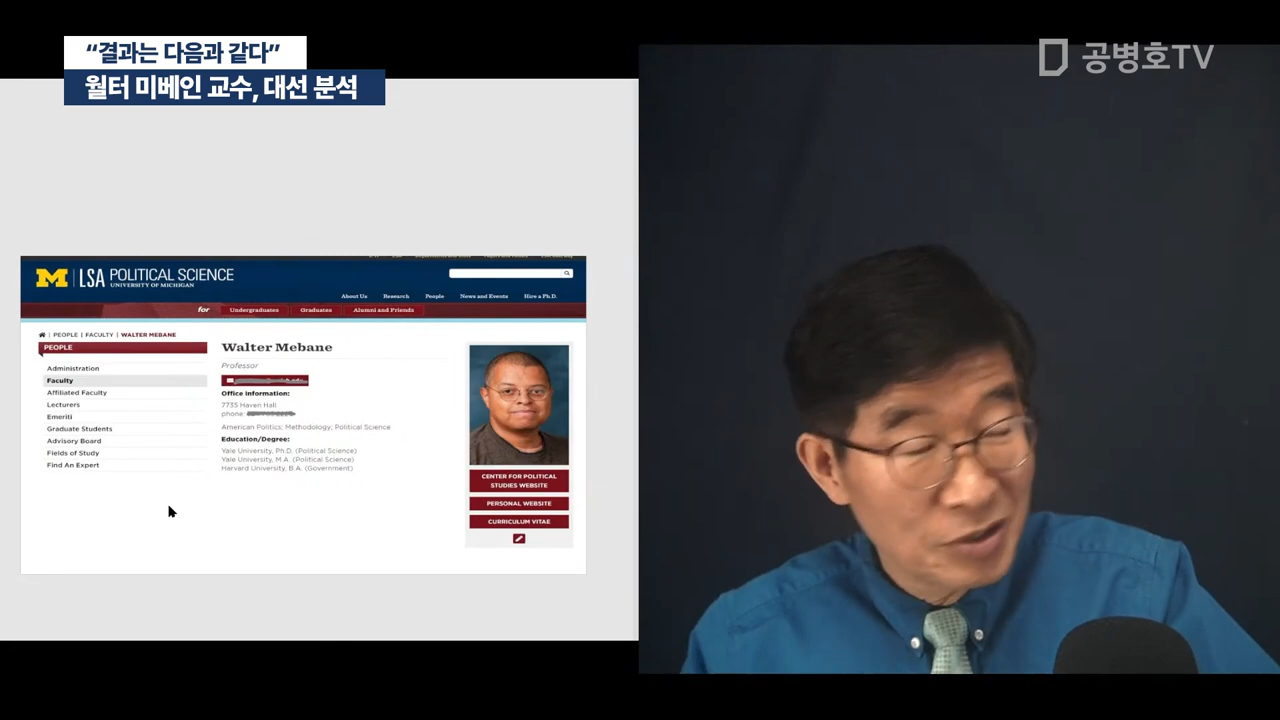 “결과는 다음과 같다”
월터 미베인 교수, 대선 분석
공병호TV
M | LSA POLITICAL SCIENCE
UNIVERSITY OF MICHIGAN
About Us Research People News and Events Hire a Ph.D.
for Undergraduates Graduates Alumni and Friends
| PEOPLE | FACULTY | WALTER MEBANE
PEOPLE
Administration
Faculty
Affiliated Faculty
Lecturers
Emeriti
Graduate Students
Advisory Board
Fields of Study
Find An Expert
Walter Mebane
Professor
Office Information:
7735 Haven Hall
phone:
American Politics; Methodology; Political Science
Education/Degree:
Yale University, Ph.D. (Political Science)
Yale University, M.A. (Political Science)
Harvard University, B.A. (Government)
CENTER FOR POLITICAL
STUDIES WEBSITE
PERSONAL WEBSITE
CURRICULUM VITAE